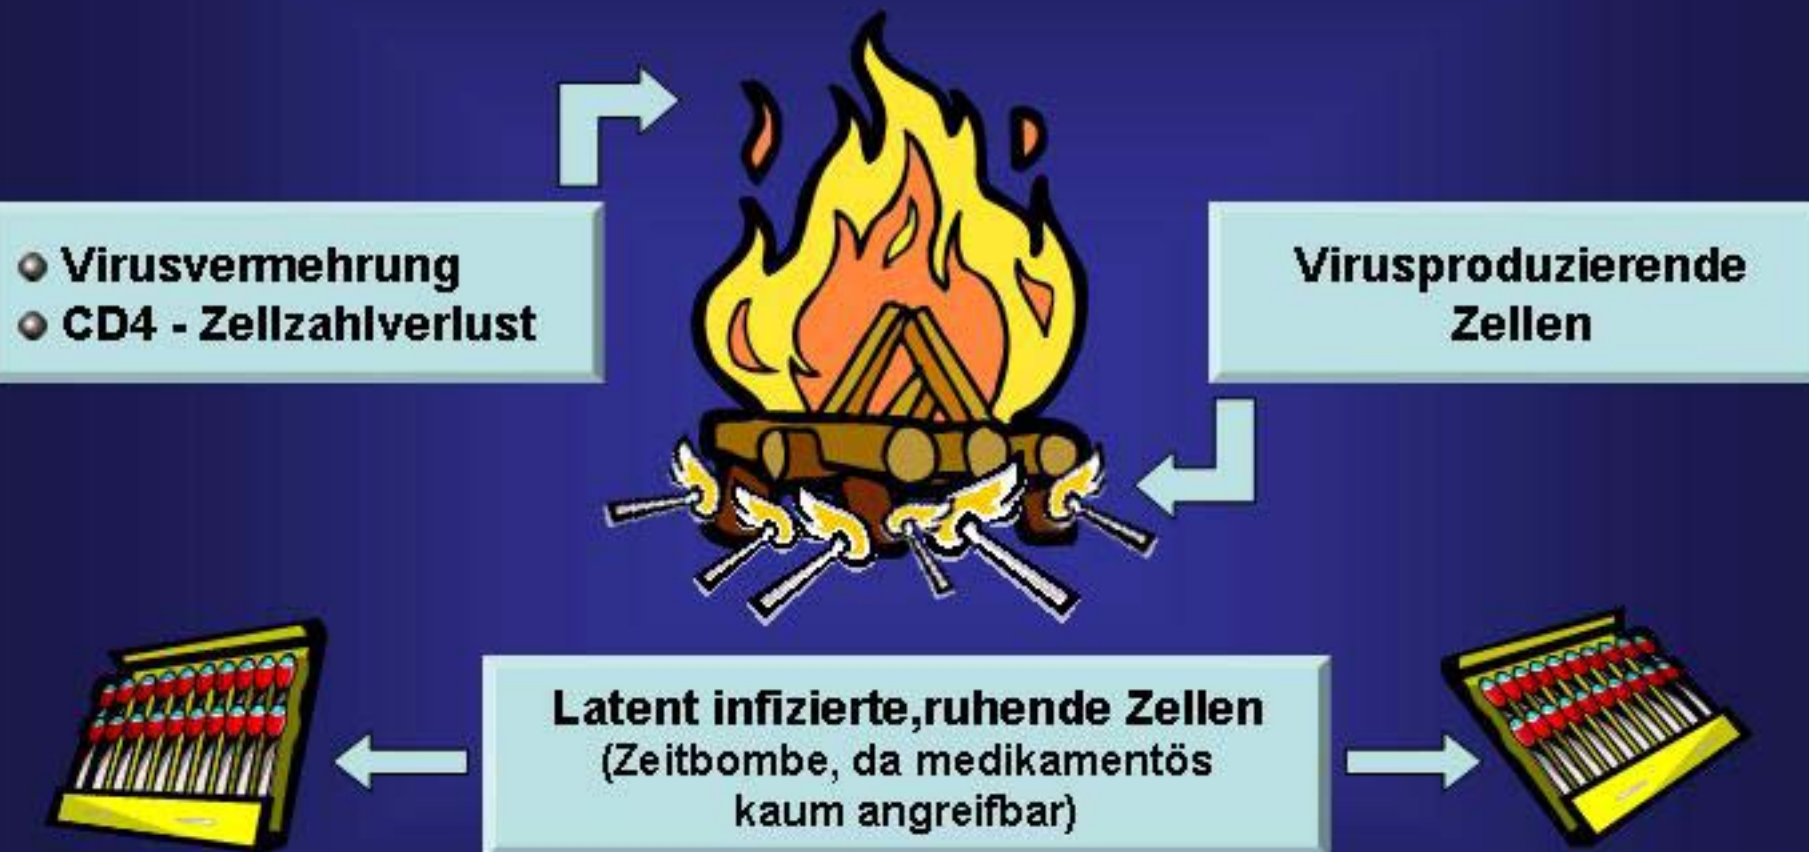 Virusvermehrung
CD4 - Zellzahlverlust
Virusproduzierende
Zellen
Latent infizierte,ruhende Zellen
(Zeitbombe, da medikamentös
kaum angreifbar)